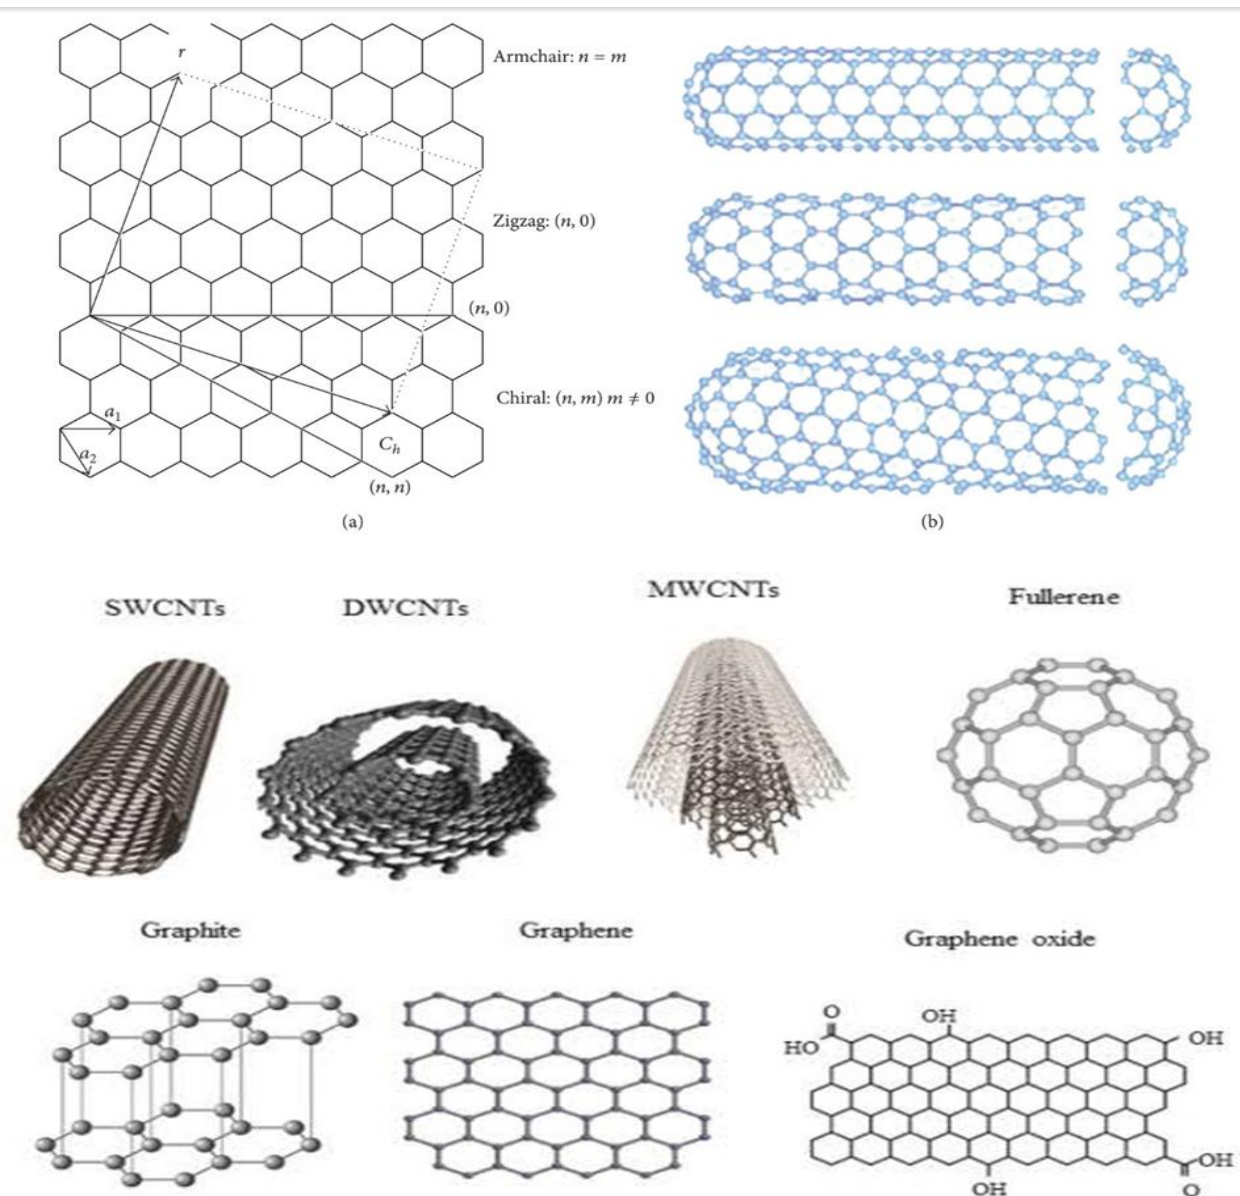 r
Armchair: n = m
Zigzag: (n, 0)
(n, 0)
Chiral: (n, m) m ≠ 0
a₁
a₂
Cₕ
(n, n)
(a)
(b)
SWCNTs
DWCNTs
MWCNTs
Fullerene
Graphite
Graphene
Graphene oxide
O
HO
OH
OH
OH
O
OH